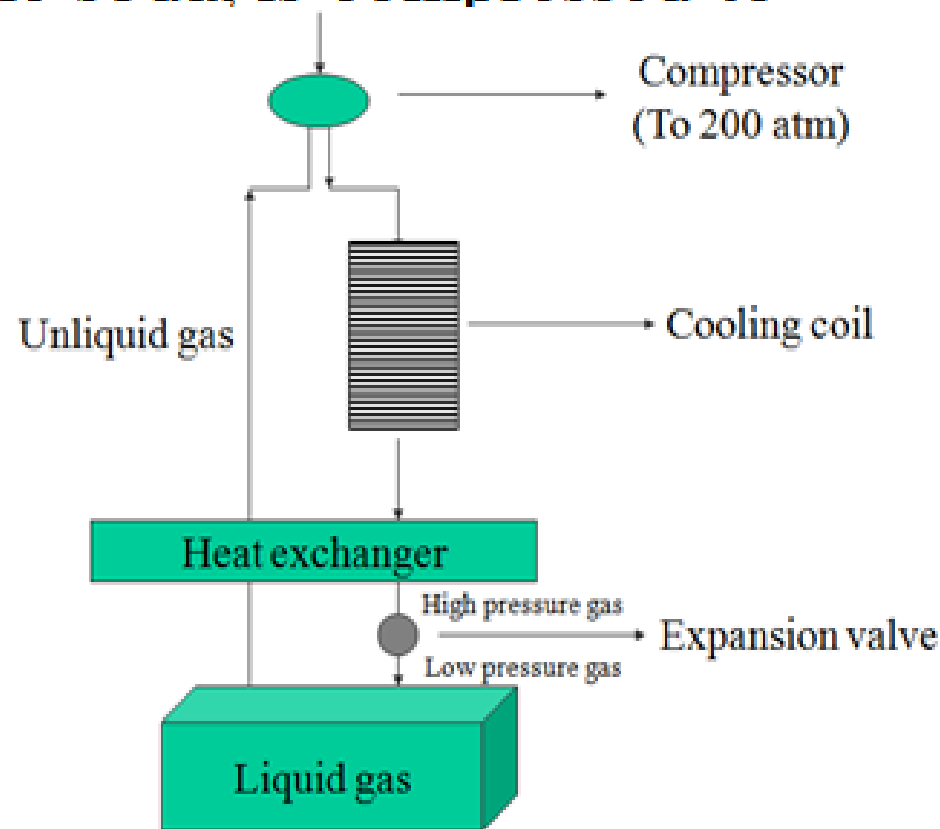 Compressor
(To 200 atm)
Unliquid gas
Cooling coil
Heat exchanger
High pressure gas
Expansion valve
Low pressure gas
Liquid gas